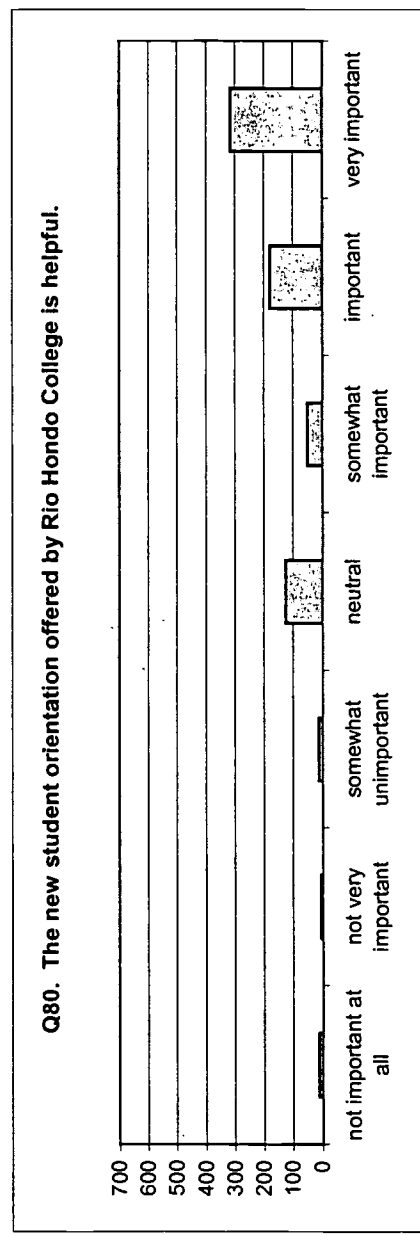 Q80. The new student orientation offered by Rio Hondo College is helpful.
700
600
500
400
300
200
100
0
not important at
all
not very
important
somewhat
unimportant
neutral
somewhat
important
important
very important